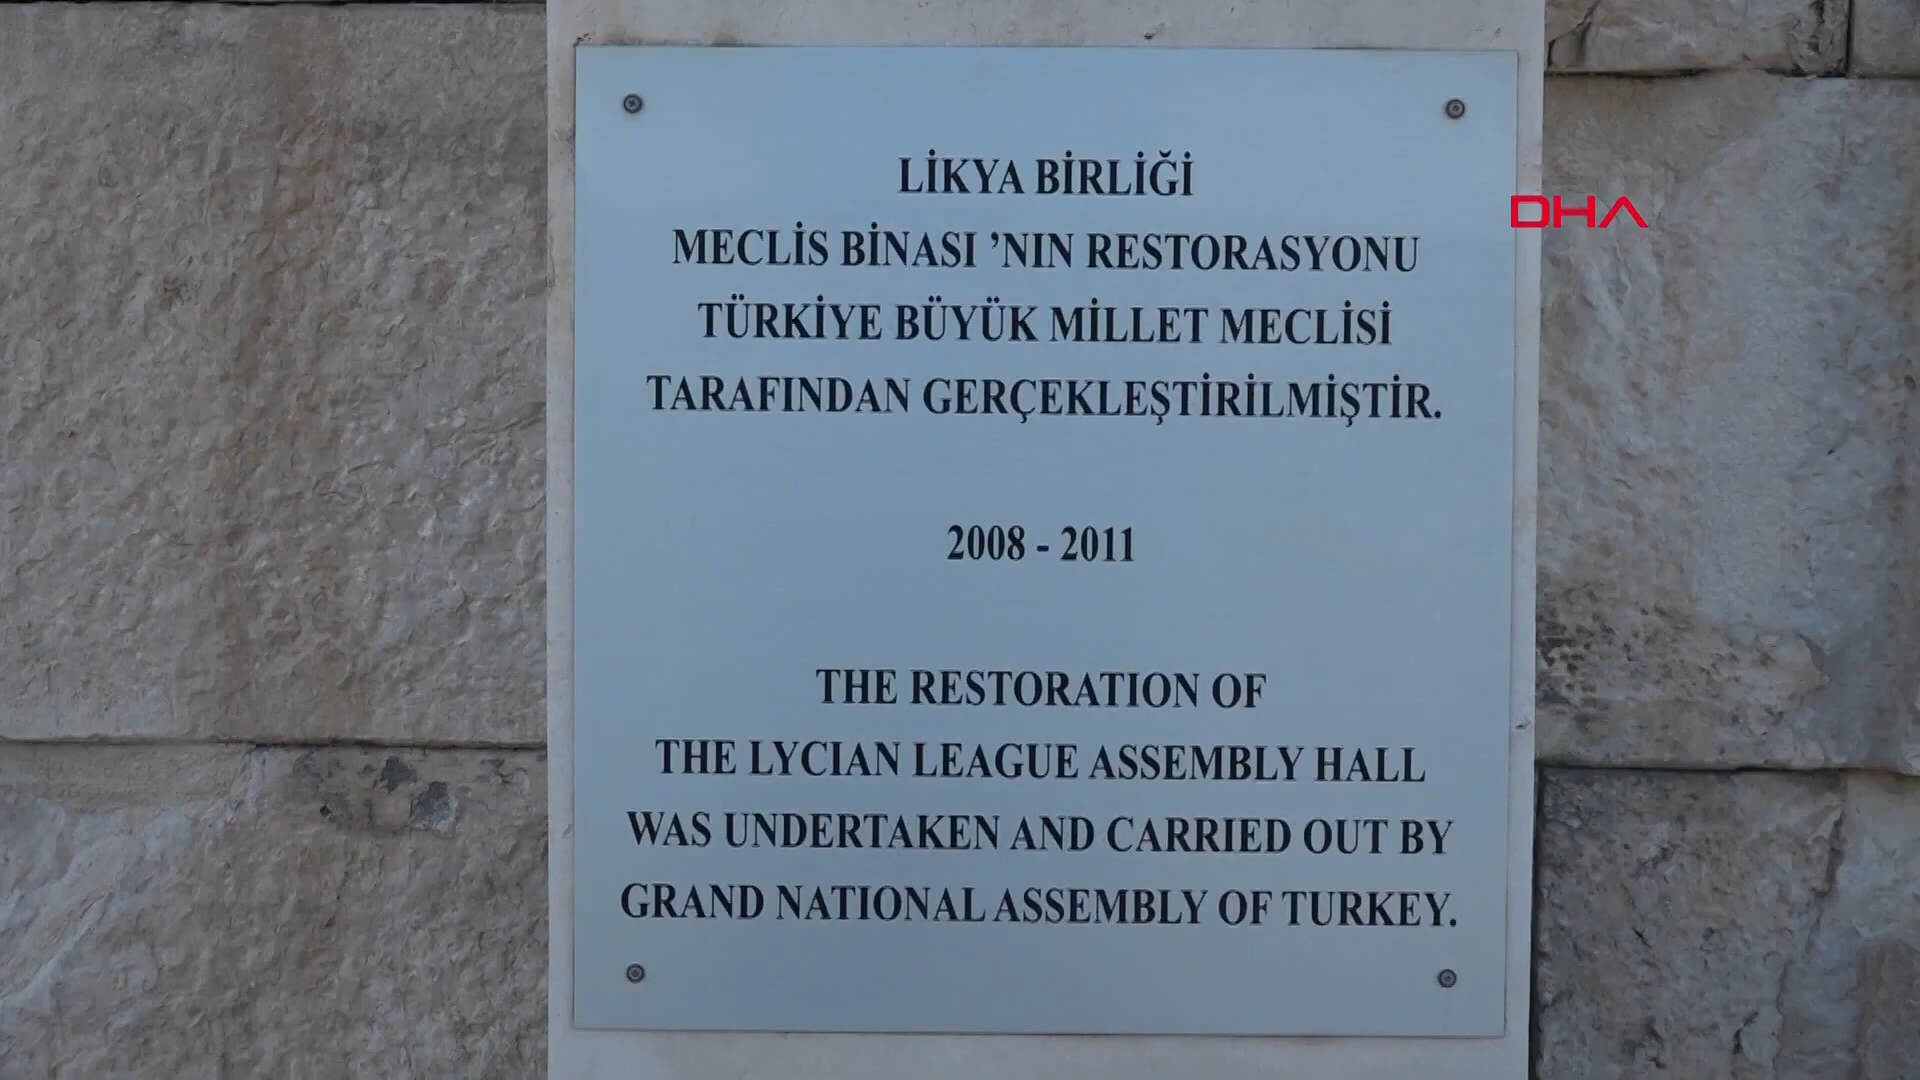 LİKYA BİRLİĞİ
MECLİS BİNASI ’NIN RESTORASYONU
TÜRKİYE BÜYÜK MİLLET MECLİSİ
TARAFINDAN GERÇEKLEŞTİRİLMİŞTİR.
2008 - 2011
THE RESTORATION OF
THE LYCIAN LEAGUE ASSEMBLY HALL
WAS UNDERTAKEN AND CARRIED OUT BY
GRAND NATIONAL ASSEMBLY OF TURKEY.
DHA